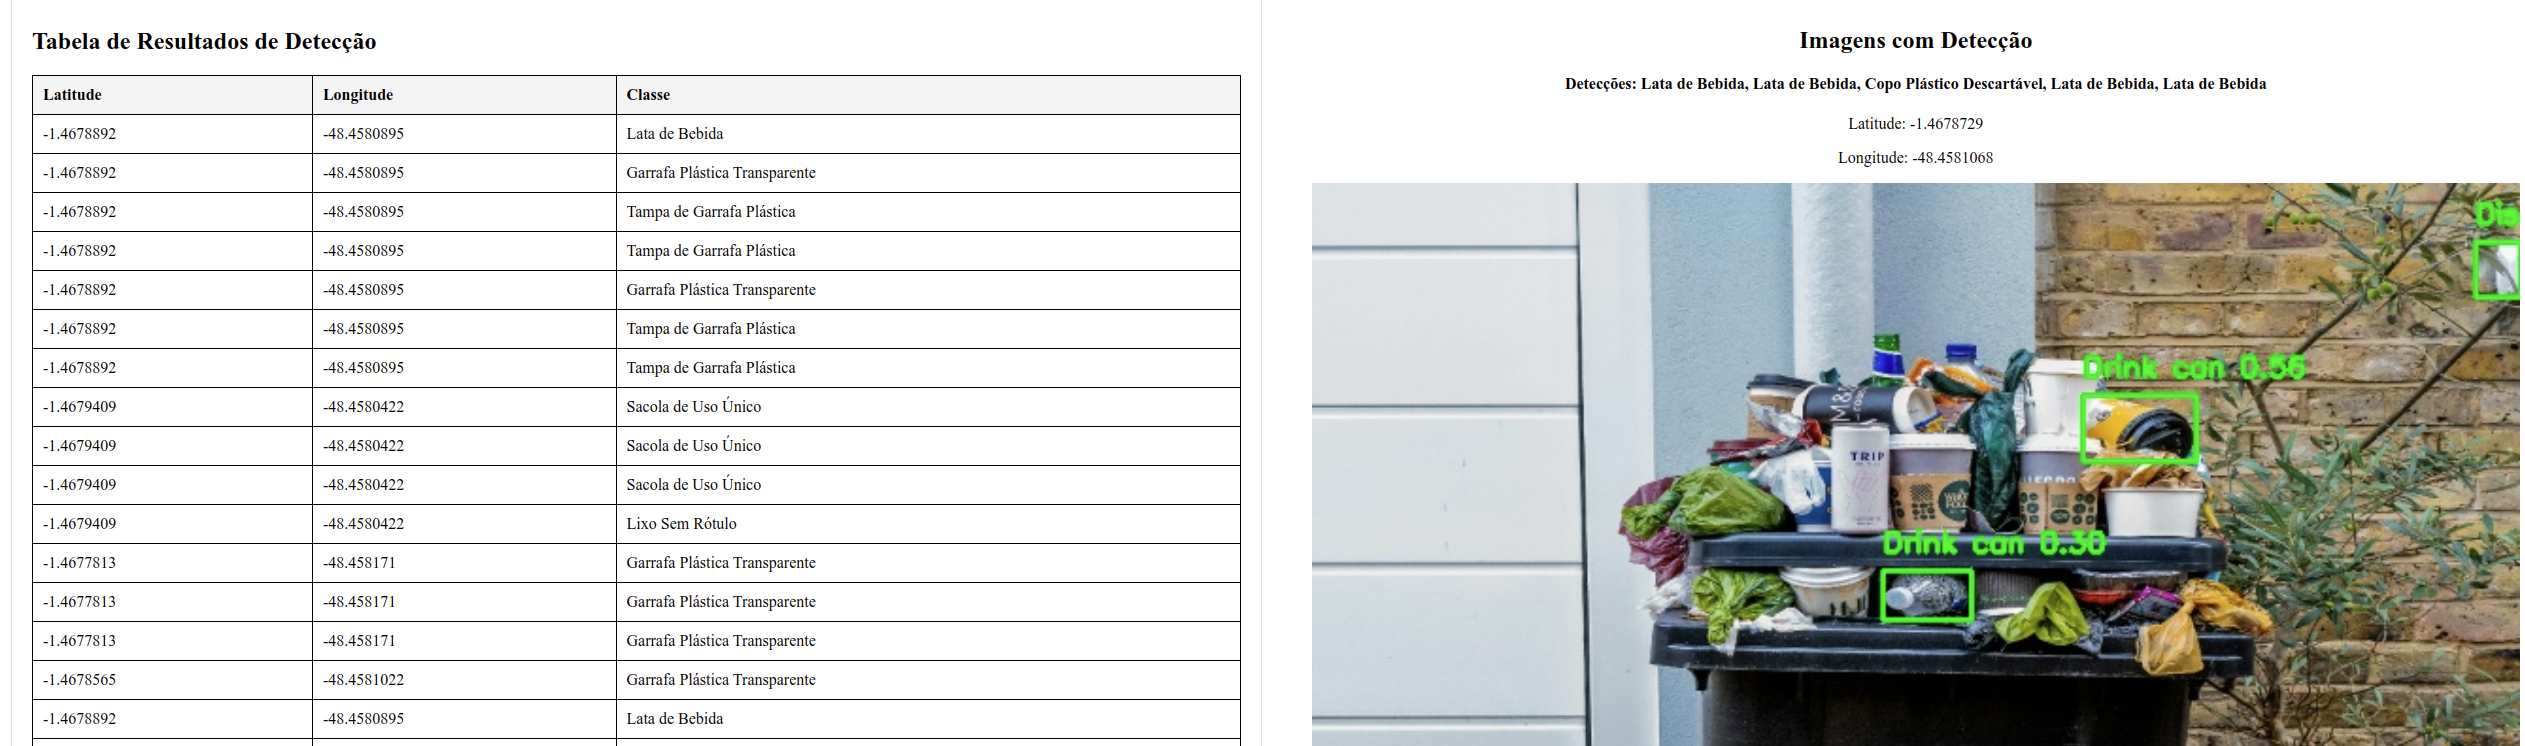 Tabela de Resultados de Detecção
Latitude Longitude Classe
-1.4678892 -48.4580895 Lata de Bebida
-1.4678892 -48.4580895 Garrafa Plástica Transparente
-1.4678892 -48.4580895 Tampa de Garrafa Plástica
-1.4678892 -48.4580895 Tampa de Garrafa Plástica
-1.4678892 -48.4580895 Garrafa Plástica Transparente
-1.4678892 -48.4580895 Tampa de Garrafa Plástica
-1.4678892 -48.4580895 Tampa de Garrafa Plástica
-1.4679409 -48.4580422 Sacola de Uso Único
-1.4679409 -48.4580422 Sacola de Uso Único
-1.4679409 -48.4580422 Sacola de Uso Único
-1.4679409 -48.4580422 Lixo Sem Rótulo
-1.4677813 -48.458171 Garrafa Plástica Transparente
-1.4677813 -48.458171 Garrafa Plástica Transparente
-1.4677813 -48.458171 Garrafa Plástica Transparente
-1.4678565 -48.4581022 Garrafa Plástica Transparente
-1.4678892 -48.4580895 Lata de Bebida
Imagens com Detecção
Detecções: Lata de Bebida, Lata de Bebida, Copo Plástico Descartável, Lata de Bebida, Lata de Bebida
Latitude: -1.4678729
Longitude: -48.4581068
Dis
Drink can 0.56
TRIP
Drink can 0.30